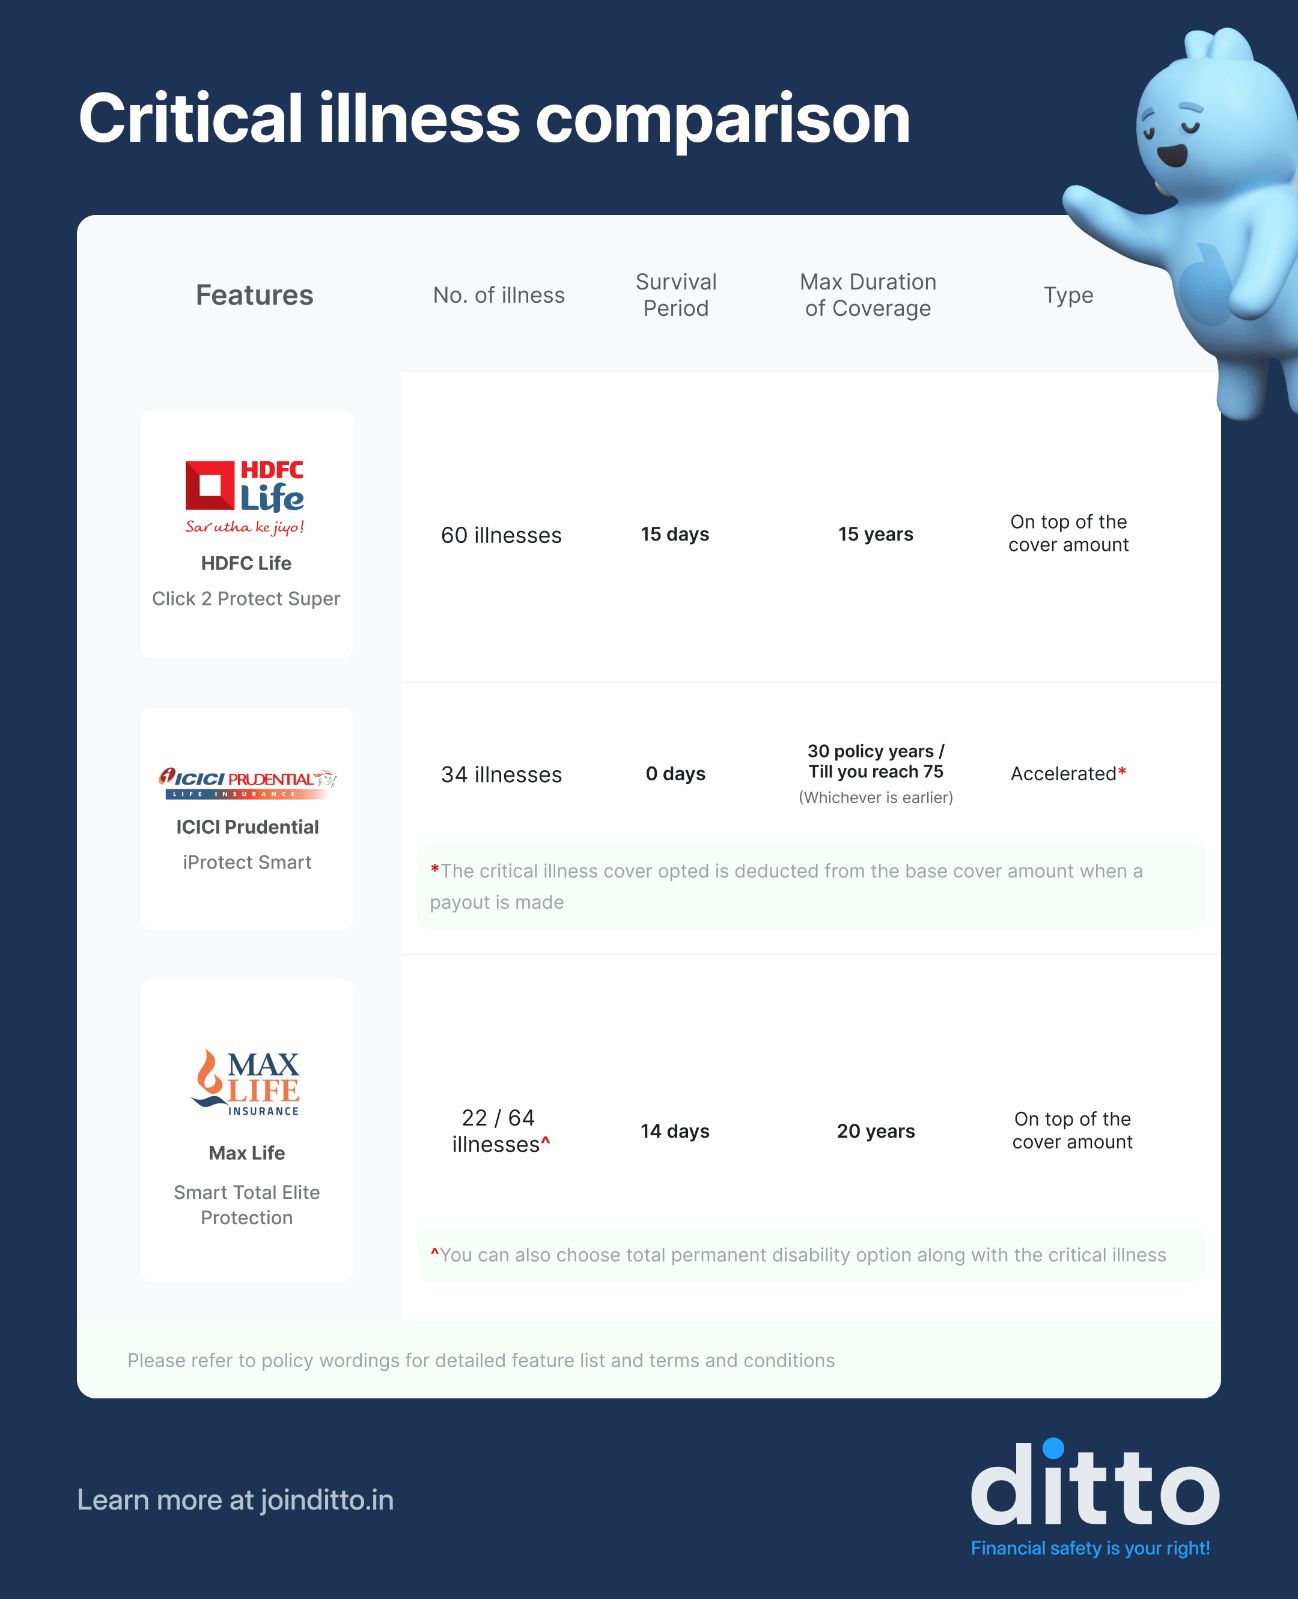 Critical illness comparison
Features
No. of illness
Survival
Period
Max Duration
of Coverage
Type
HDFC
Life
Sar utha ke jiyo!
HDFC Life
Click 2 Protect Super
60 illnesses
15 days
15 years
On top of the
cover amount
ICICI PRUDENTIAL
LIFE INSURANCE
ICICI Prudential
iProtect Smart
34 illnesses
0 days
30 policy years /
Till you reach 75
(Whichever is earlier)
Accelerated*
*The critical illness cover opted is deducted from the base cover amount when a
payout is made
MAX
LIFE
INSURANCE
Max Life
Smart Total Elite
Protection
22 / 64
illnesses^
14 days
20 years
On top of the
cover amount
^You can also choose total permanent disability option along with the critical illness
Please refer to policy wordings for detailed feature list and terms and conditions
Learn more at joinditto.in
ditto
Financial safety is your right!